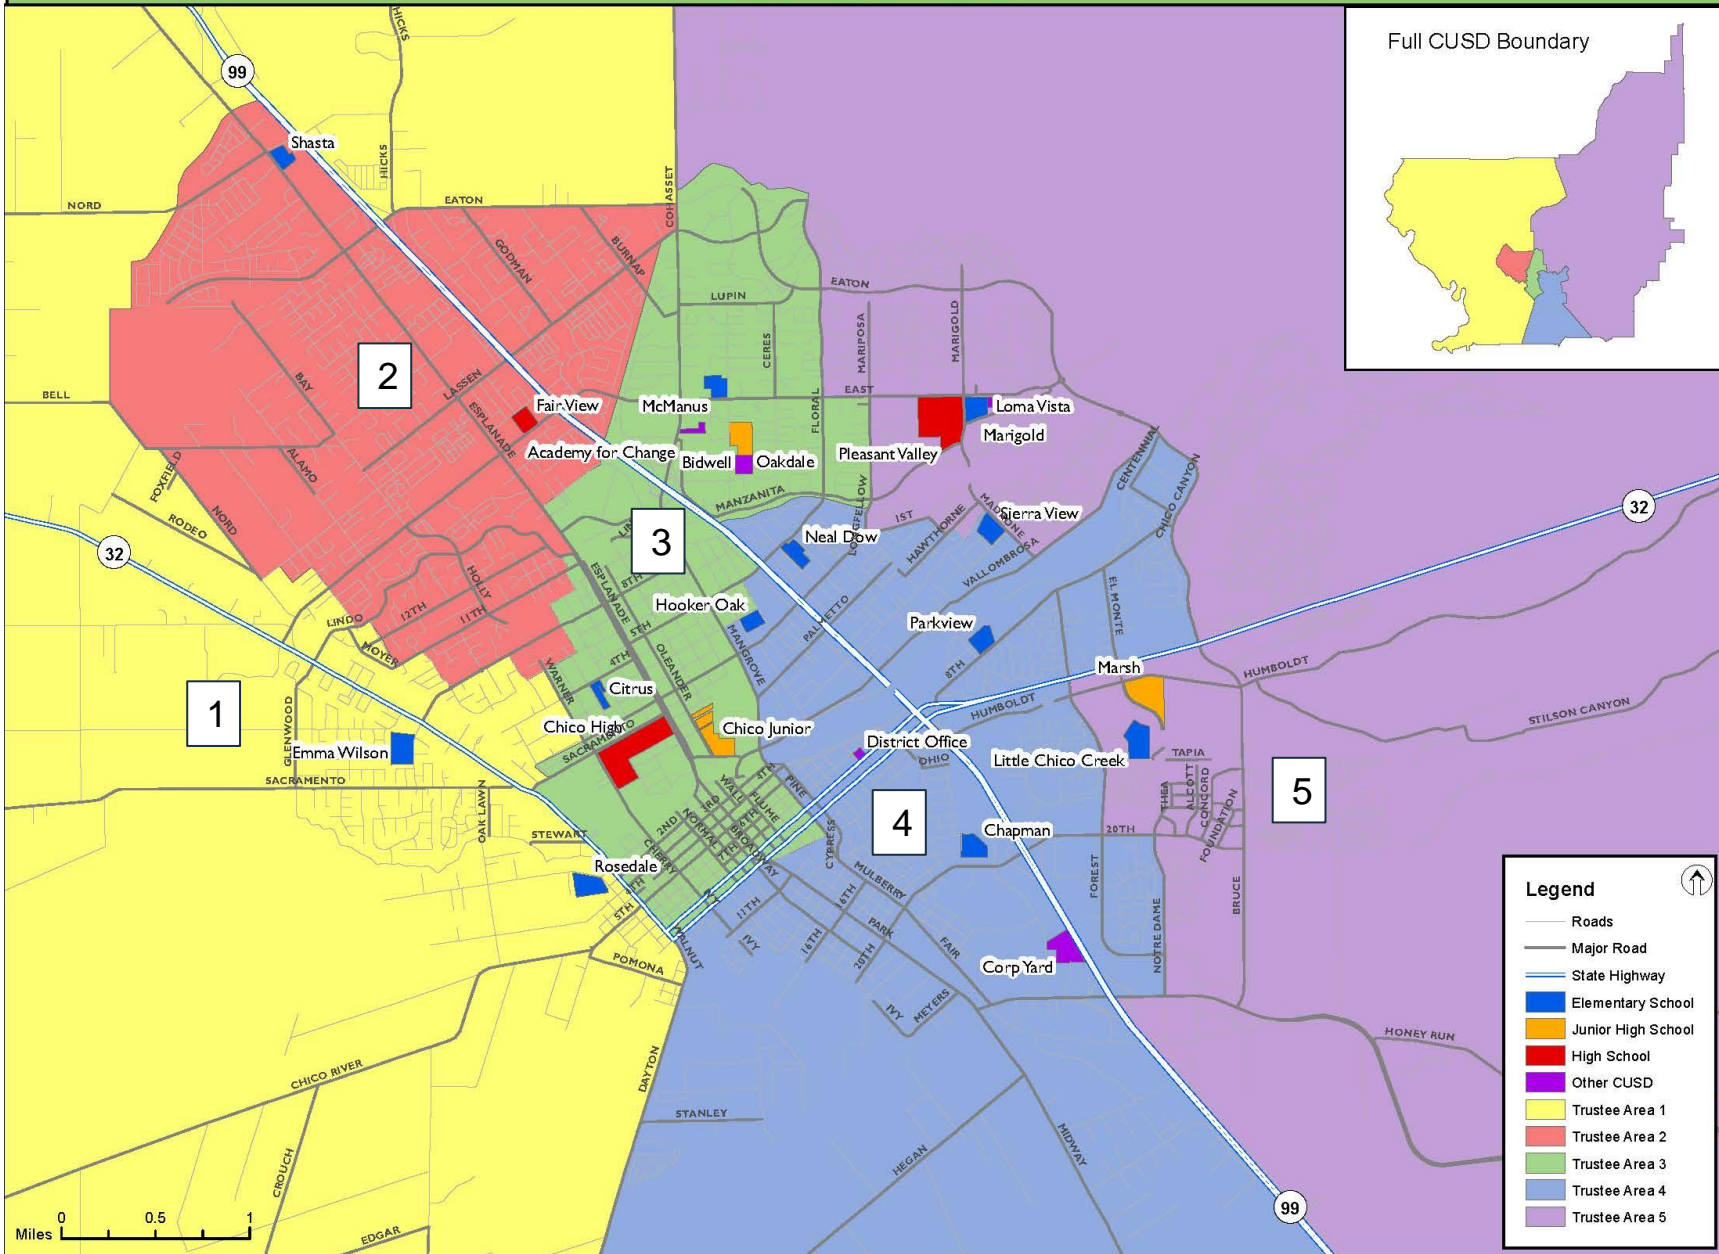 Full CUSD Boundary
HICKS
99
Shasta
HICKS
NORD
EATON
COHASSET
GODMAN
BURNAP
EATON
LUPIN
CERES
MARIPOSA
MARIGOLD
2
BAY
LASSEN
BELL
ESPLANADE
Fair View
McManus
EAST
FLORAL
Loma Vista
Marigold
Academy for Change
Bidwell
Oakdale
Pleasant Valley
ALAMO
FOXFIELD
NORD
RODEO
MANZANITA
CENTENNIAL
CHICO CANYON
1ST
HAWTHORNE
Sierra View
32
32
3
Neal Dow
VALLOMBROSA
HOLLY
12TH
11TH
ESPLANADE
8TH
Hooker Oak
PALMETTO
Parkview
EL MONTE
LINDO
MOYER
5TH
4TH
OLEANDER
MANGROVE
8TH
Marsh
HUMBOLDT
WARNER
Citrus
1
GLENWOOD
Chico High
SACRAMENTO
Chico Junior
HUMBOLDT
STILSON CANYON
Emma Wilson
District Office
OHIO
Little Chico Creek
TAPIA
SACRAMENTO
OAK LAWN
STEWART
4TH
PINE
WALL
FLUME
3RD
2ND
NORMAL
6TH
BROADWAY
7TH
CHERRY
CYPRESS
4
Chapman
20TH
THEA
ALCOTT
CONCORD
FOUNDATION
5
Rosedale
4TH
5TH
IVY
11TH
IVY
MULBERRY
16TH
PARK
16TH
20TH
FAIR
FOREST
NOTRE DAME
BRUCE
WALNUT
POMONA
Corp Yard
IVY
MEYERS
HONEY RUN
CHICO RIVER
DAYTON
STANLEY
MIDWAY
HEGAN
CROUCH
EDGAR
99
0 0.5 1
Miles
Legend
Roads
Major Road
State Highway
Elementary School
Junior High School
High School
Other CUSD
Trustee Area 1
Trustee Area 2
Trustee Area 3
Trustee Area 4
Trustee Area 5